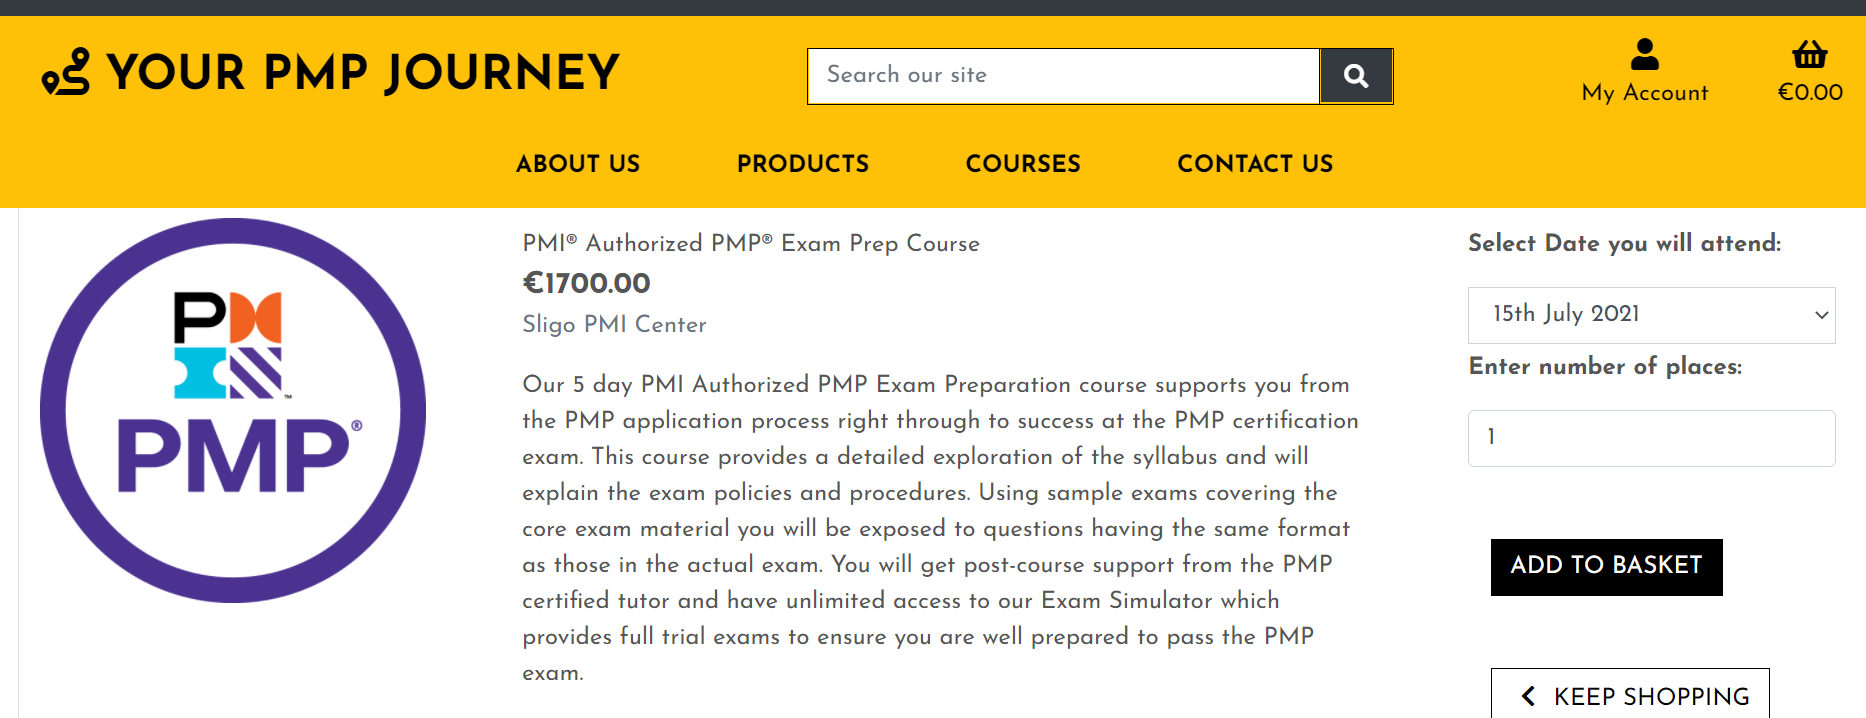 YOUR PMP JOURNEY
Search our site
My Account
€0.00
ABOUT US
PRODUCTS
COURSES
CONTACT US
PMI
™
PMP®
PMI® Authorized PMP® Exam Prep Course
€1700.00
Sligo PMI Center
Our 5 day PMI Authorized PMP Exam Preparation course supports you from
the PMP application process right through to success at the PMP certification
exam. This course provides a detailed exploration of the syllabus and will
explain the exam policies and procedures. Using sample exams covering the
core exam material you will be exposed to questions having the same format
as those in the actual exam. You will get post-course support from the PMP
certified tutor and have unlimited access to our Exam Simulator which
provides full trial exams to ensure you are well prepared to pass the PMP
exam.
Select Date you will attend:
15th July 2021
Enter number of places:
1
ADD TO BASKET
KEEP SHOPPING